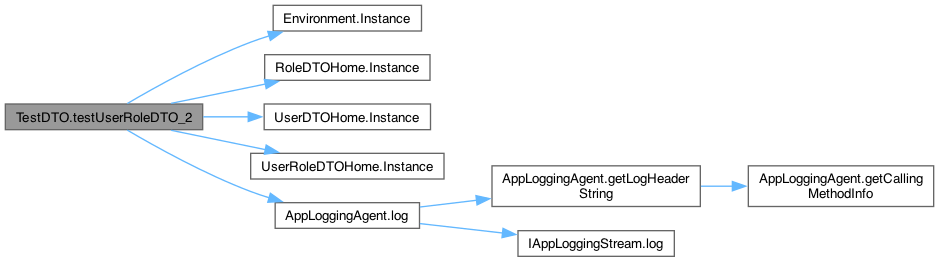 Environment.Instance
RoleDTOHome.Instance
TestDTO.testUserRoleDTO_2
UserDTOHome.Instance
UserRoleDTOHome.Instance
AppLoggingAgent.log
AppLoggingAgent.getLogHeader
String
AppLoggingAgent.getCalling
MethodInfo
IAppLoggingStream.log